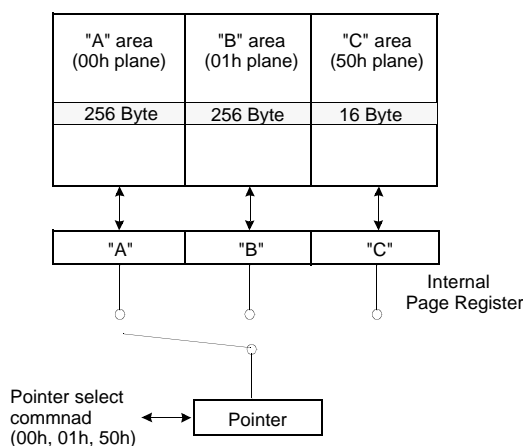 "A" area
(00h plane)
"B" area
(01h plane)
"C" area
(50h plane)
256 Byte
256 Byte
16 Byte
"A"
"B"
"C"
Internal
Page Register
Pointer select
commnad
(00h, 01h, 50h)
Pointer